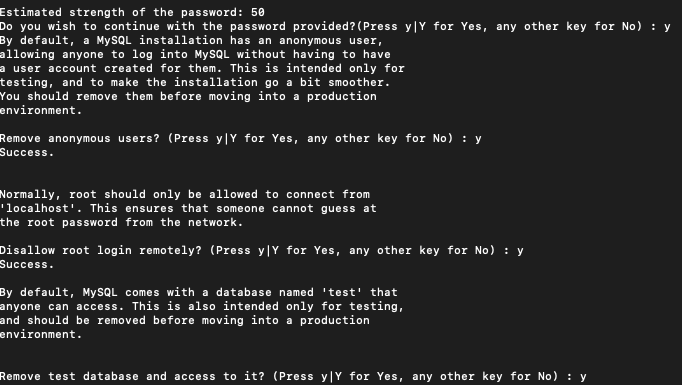 Estimated strength of the password: 50
Do you wish to continue with the password provided?(Press y|Y for Yes, any other key for No) : y
By default, a MySQL installation has an anonymous user,
allowing anyone to log into MySQL without having to have
a user account created for them. This is intended only for
testing, and to make the installation go a bit smoother.
You should remove them before moving into a production
environment.
Remove anonymous users? (Press y|Y for Yes, any other key for No) : y
Success.
Normally, root should only be allowed to connect from
'localhost'. This ensures that someone cannot guess at
the root password from the network.
Disallow root login remotely? (Press y|Y for Yes, any other key for No) : y
Success.
By default, MySQL comes with a database named 'test' that
anyone can access. This is also intended only for testing,
and should be removed before moving into a production
environment.
Remove test database and access to it? (Press y|Y for Yes, any other key for No) : y